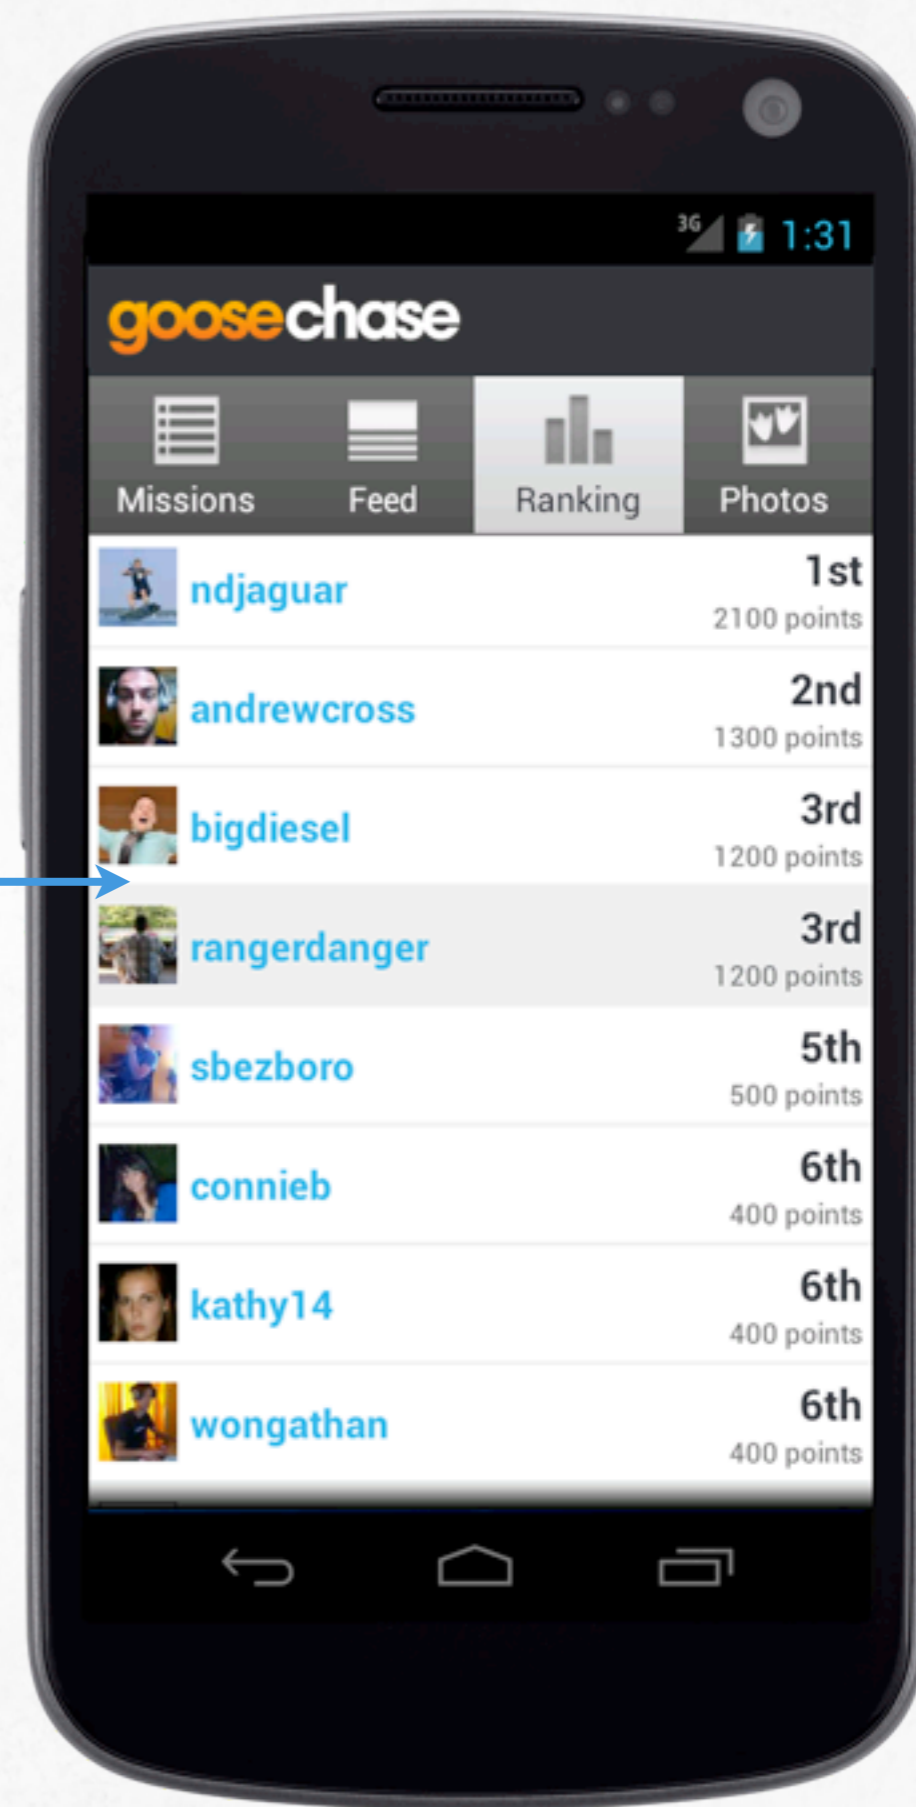 3G 1:31
goosechase
Missions Feed Ranking Photos
ndjaguar 1st
2100 points
andrewcross 2nd
1300 points
bigdiesel 3rd
1200 points
rangerdanger 3rd
1200 points
sbezboro 5th
500 points
connieb 6th
400 points
kathy14 6th
400 points
wongathan 6th
400 points